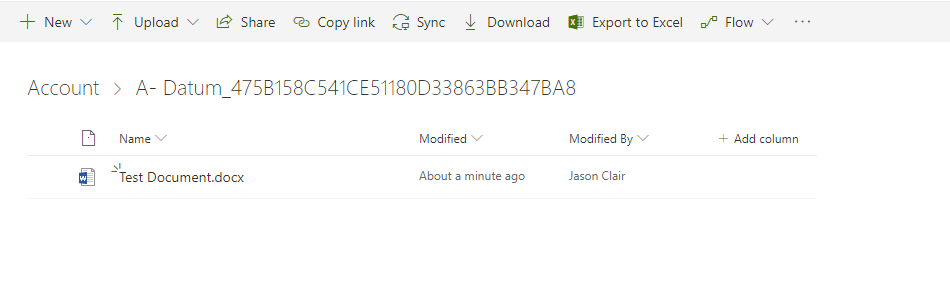 New Upload Share Copy link Sync Download Export to Excel Flow ...
Account > A- Datum_475B158C541CE51180D33863BB347BA8
Name Modified Modified By + Add column
Test Document.docx About a minute ago Jason Clair